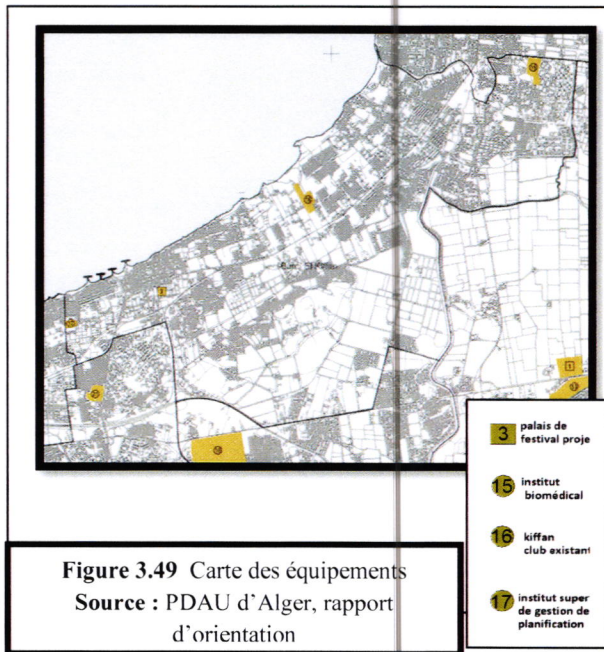 3
palais de
festival proje
15
institut
biomédical
16
kiffan
club existant
17
institut super
de gestion de
planification
Figure 3.49 Carte des équipements
Source : PDAU d'Alger, rapport
d'orientation